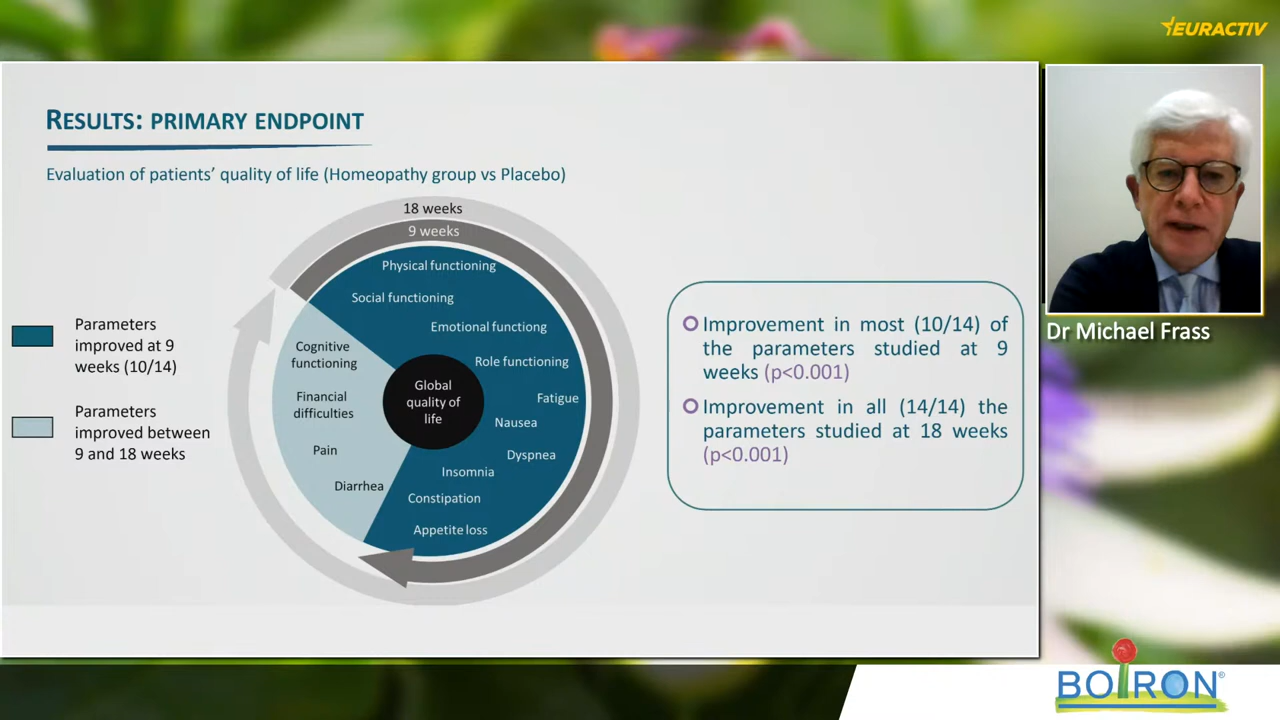 EURACTIV
RESULTS: PRIMARY ENDPOINT
Evaluation of patients' quality of life (Homeopathy group vs Placebo)
18 weeks
9 weeks
Physical functioning
Social functioning
Emotional functiong
Role functioning
Fatigue
Nausea
Dyspnea
Insomnia
Constipation
Appetite loss
Cognitive
functioning
Financial
difficulties
Pain
Diarrhea
Global
quality of
life
Parameters
improved at 9
weeks (10/14)
Parameters
improved between
9 and 18 weeks
Improvement in most (10/14) of
the parameters studied at 9
weeks (p<0.001)
Improvement in all (14/14) the
parameters studied at 18 weeks
(p<0.001)
Dr Michael Frass
BOIRON®